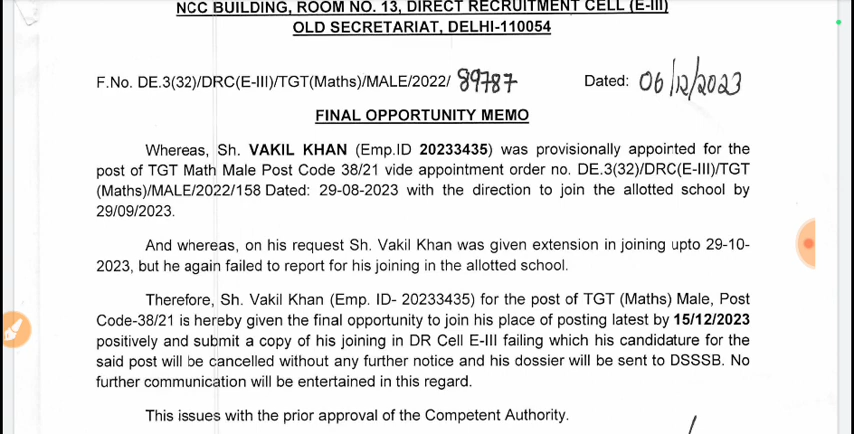 NCC BUILDING, ROOM NO. 13, DIRECT RECRUITMENT CELL (E-III)
OLD SECRETARIAT, DELHI-110054
F.No. DE.3(32)/DRC(E-III)/TGT(Maths)/MALE/2022/ 89787 Dated: 06/12/2023
FINAL OPPORTUNITY MEMO
Whereas, Sh. VAKIL KHAN (Emp.ID 20233435) was provisionally appointed for the
post of TGT Math Male Post Code 38/21 vide appointment order no. DE.3(32)/DRC(E-III)/TGT
(Maths)/MALE/2022/158 Dated: 29-08-2023 with the direction to join the allotted school by
29/09/2023.
And whereas, on his request Sh. Vakil Khan was given extension in joining upto 29-10-
2023, but he again failed to report for his joining in the allotted school.
Therefore, Sh. Vakil Khan (Emp. ID- 20233435) for the post of TGT (Maths) Male, Post
Code-38/21 is hereby given the final opportunity to join his place of posting latest by 15/12/2023
positively and submit a copy of his joining in DR Cell E-III failing which his candidature for the
said post will be cancelled without any further notice and his dossier will be sent to DSSSB. No
further communication will be entertained in this regard.
This issues with the prior approval of the Competent Authority.